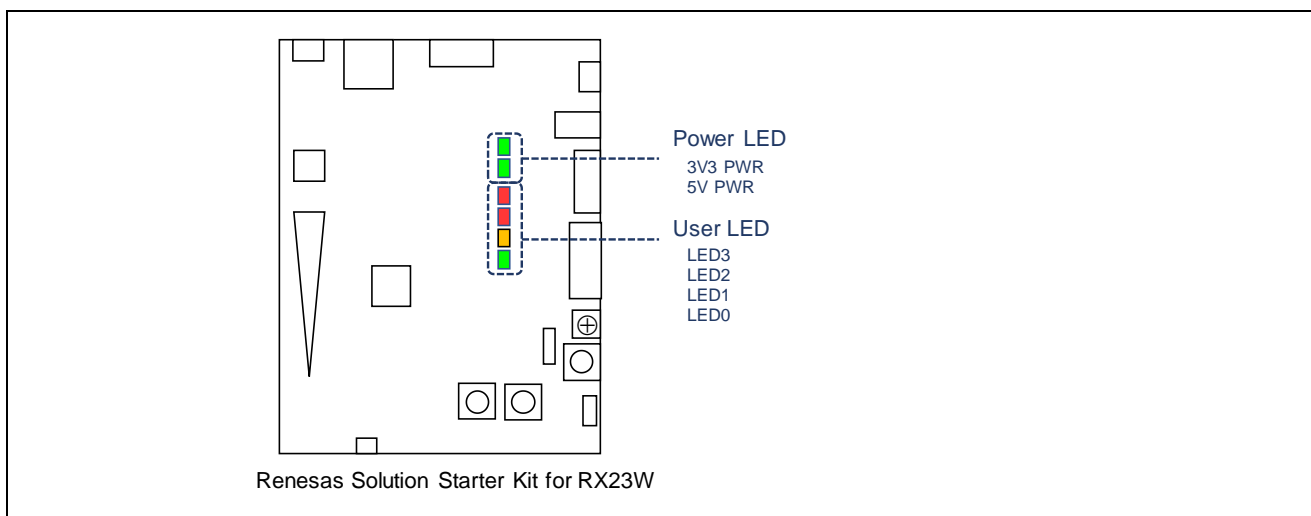 Power LED
3V3 PWR
5V PWR
User LED
LED3
LED2
LED1
LED0
Renesas Solution Starter Kit for RX23W